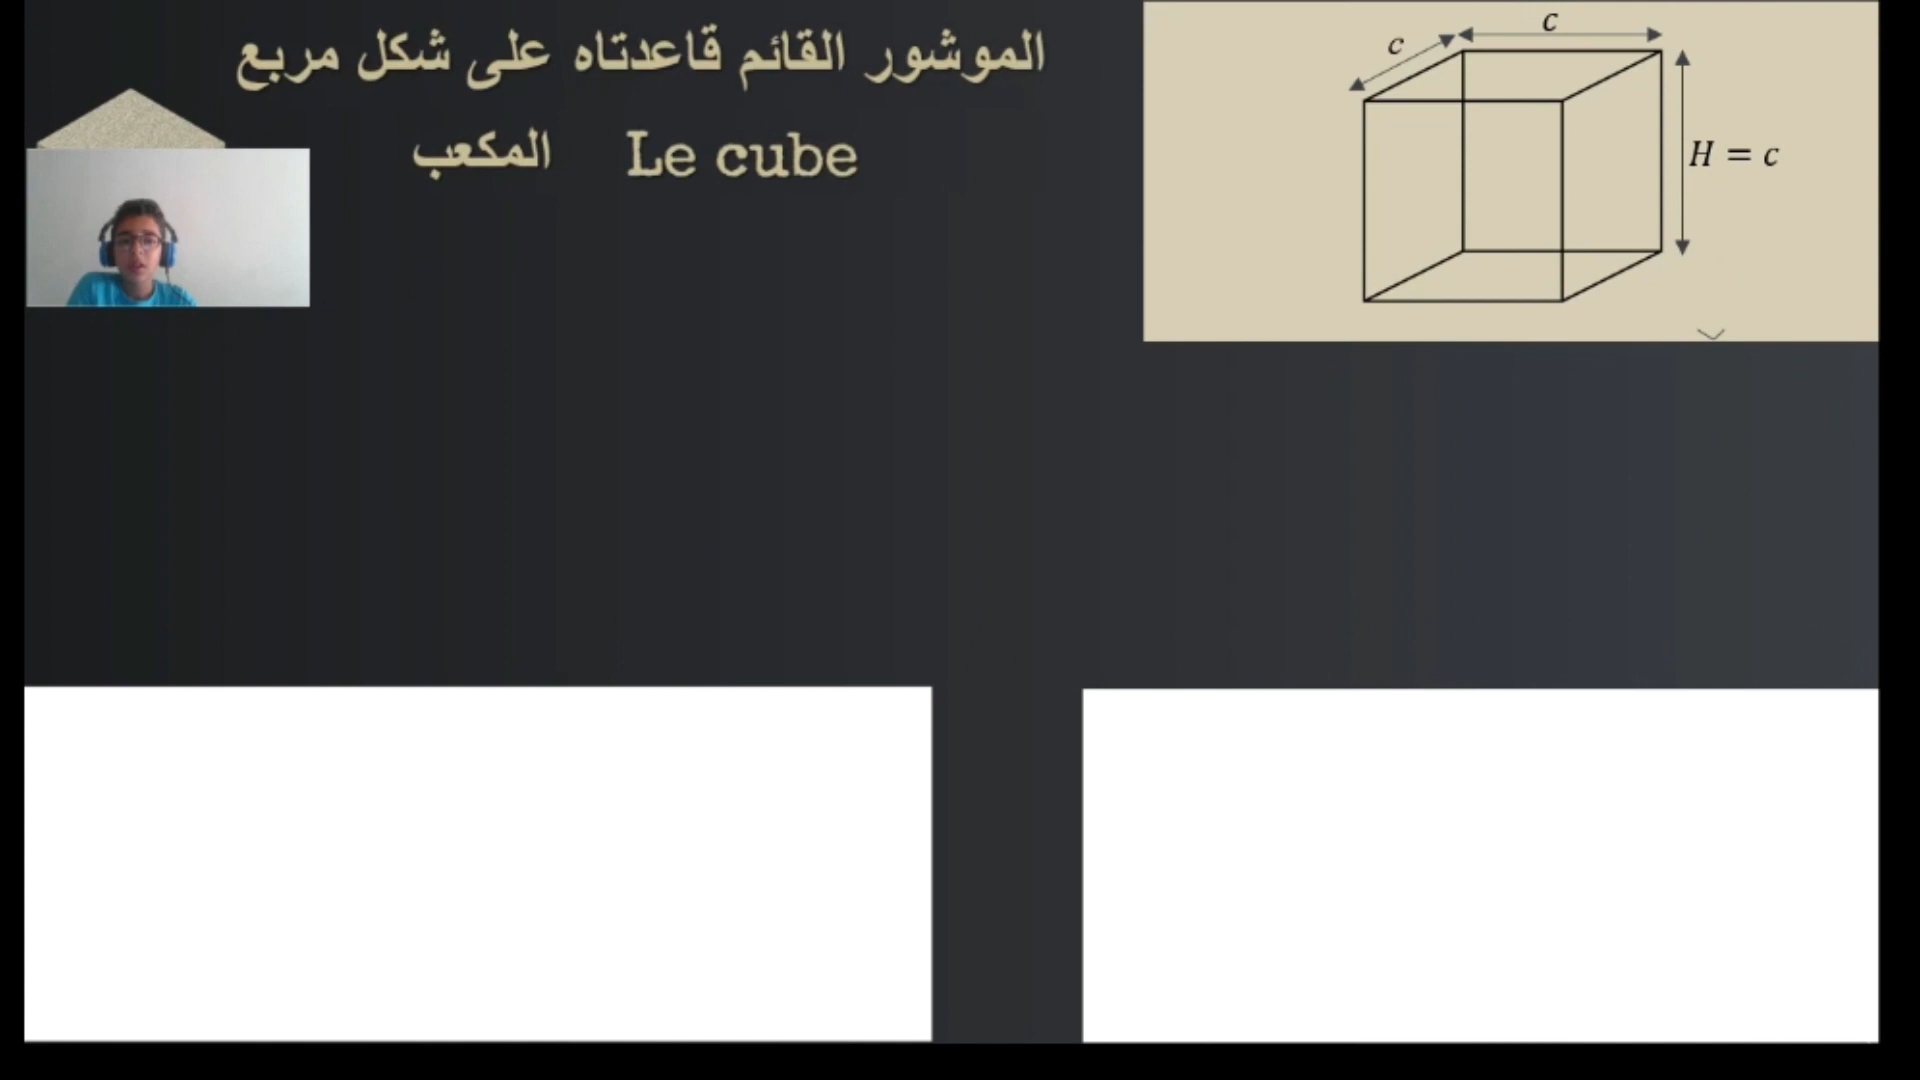 الموشور القائم قاعدتاه على شكل مربع
المكعب Le cube
c
c
H = c